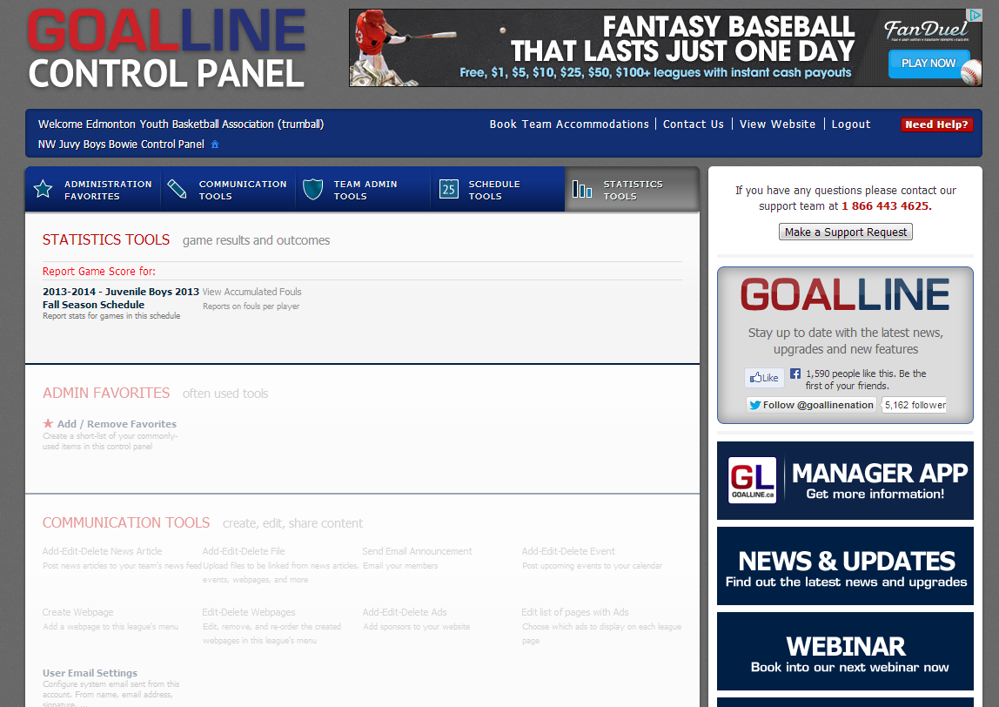 GOALLINE
CONTROL PANEL
FANTASY BASEBALL
THAT LASTS JUST ONE DAY
Free, $1, $5, $10, $25, $50, $100+ leagues with instant cash payouts
FanDuel
PLAY NOW
Welcome Edmonton Youth Basketball Association (trumball)
Book Team Accommodations
Contact Us
View Website
Logout
Need Help?
NW Juvy Boys Bowie Control Panel
ADMINISTRATION
FAVORITES
COMMUNICATION
TOOLS
TEAM ADMIN
TOOLS
25
SCHEDULE
TOOLS
STATISTICS
TOOLS
STATISTICS TOOLS game results and outcomes
Report Game Score for:
2013-2014 - Juvenile Boys 2013
Fall Season Schedule
Report stats for games in this schedule
View Accumulated Fouls
Reports on fouls per player
ADMIN FAVORITES often used tools
Add / Remove Favorites
Create a short-list of your commonly-
used items in this control panel
COMMUNICATION TOOLS create, edit, share content
Add-Edit-Delete News Article
Post news articles to your team's news feed
Add-Edit-Delete File
Upload files to be linked from news articles,
events, webpages, and more
Send Email Announcement
Email your members
Add-Edit-Delete Event
Post upcoming events to your calendar
Create Webpage
Add a webpage to this league's menu
Edit-Delete Webpages
Edit, remove, and re-order the created
webpages in this league's menu
Add-Edit-Delete Ads
Add sponsors to your website
Edit list of pages with Ads
Choose which ads to display on each league
page
User Email Settings
Configure system email sent from this
account. From name, email address,
signature, ...
If you have any questions please contact our
support team at 1 866 443 4625.
Make a Support Request
GOALLINE
Stay up to date with the latest news,
upgrades and new features
Like
1,590 people like this. Be the
first of your friends.
Follow @goallinenation
5,162 follower
GL
GOALLINE.ca
MANAGER APP
Get more information!
NEWS & UPDATES
Find out the latest news and upgrades
WEBINAR
Book into our next webinar now